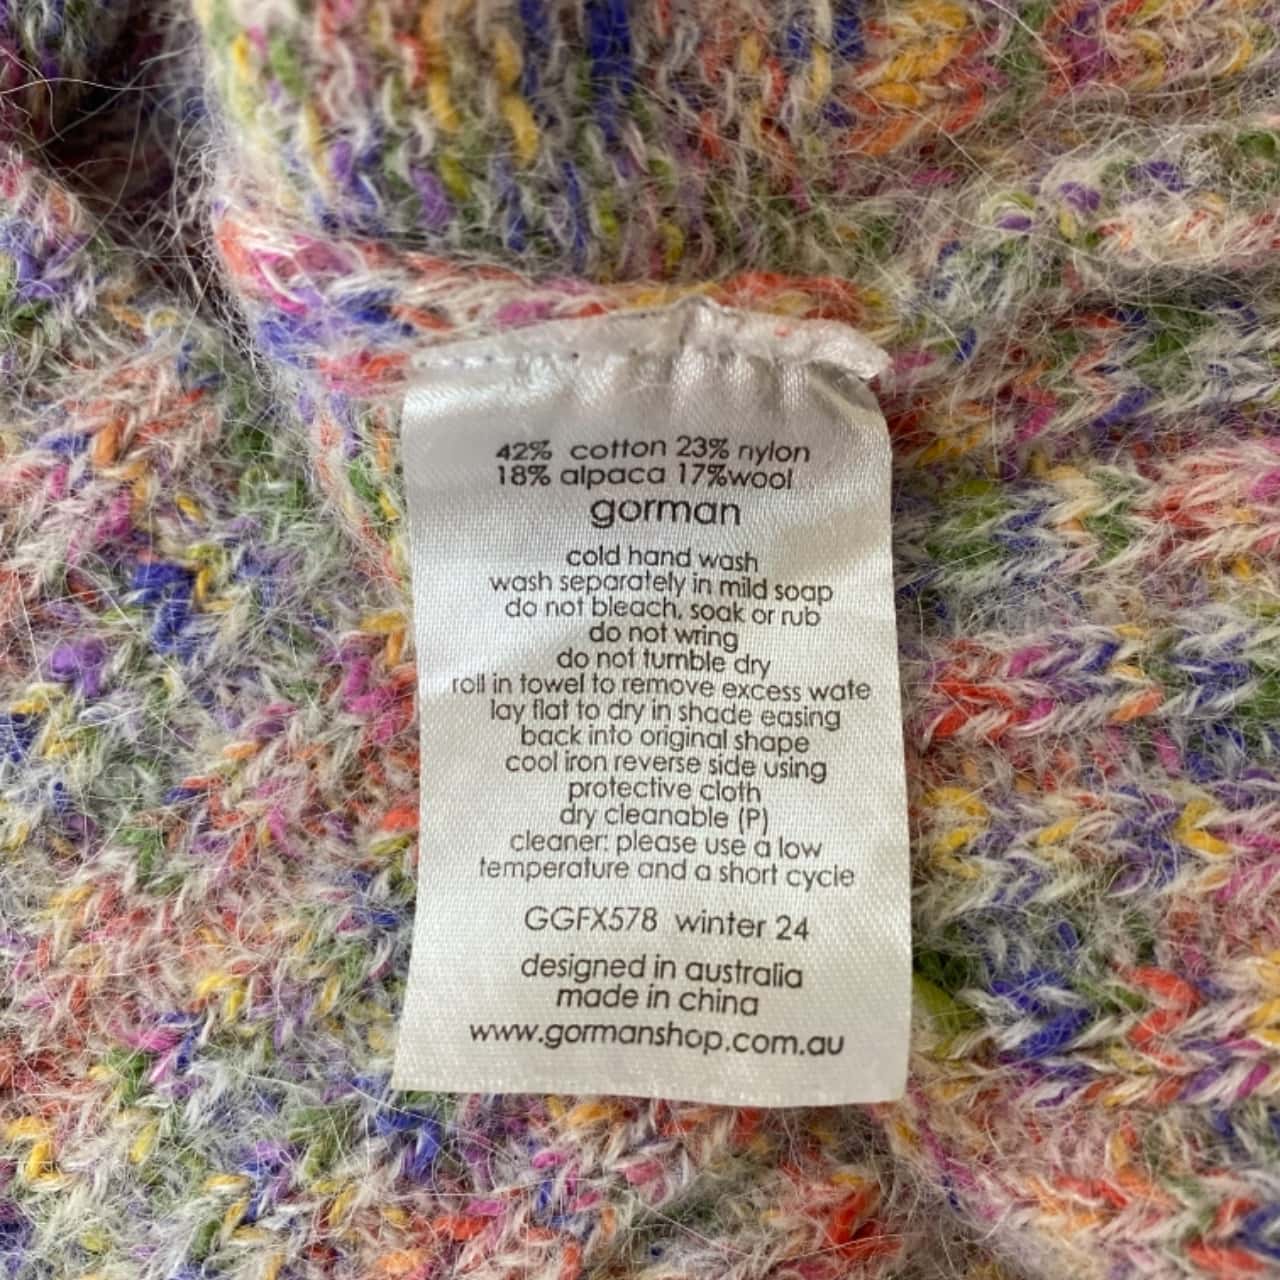 42% cotton 23% nylon
18% alpaca 17%wool
gorman
cold hand wash
wash separately in mild soap
do not bleach, soak or rub
do not wring
do not tumble dry
roll in towel to remove excess wate
lay flat to dry in shade easing
back into original shape
cool iron reverse side using
protective cloth
dry cleanable (P)
cleaner: please use a low
temperature and a short cycle
GGFX578 winter 24
designed in australia
made in china
www.gormanshop.com.au